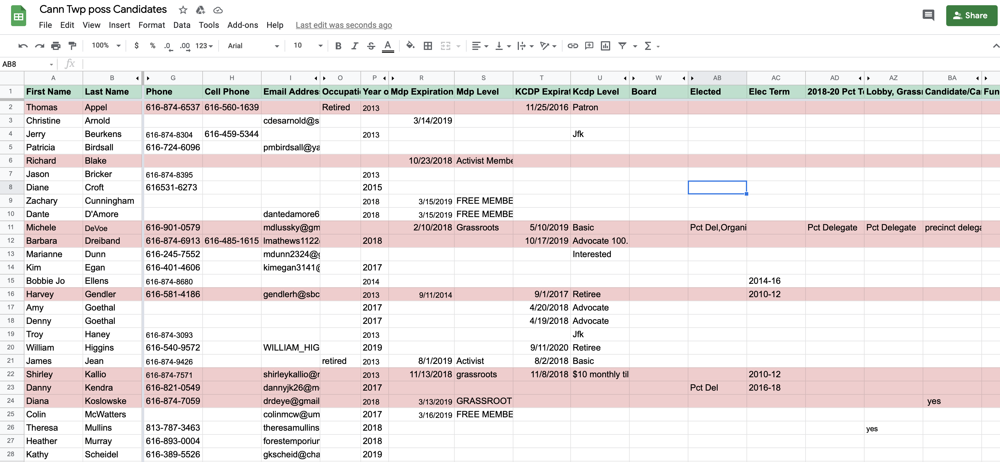 Cann Twp poss Candidates
File Edit View Insert Format Data Tools Add-ons Help Last edit was seconds ago
Share
100% $ % .0 .00 123 Arial 10 B I S A Σ
AB8 fx
A B G H I O P R S T U W AB AC AD AZ BA
1 First Name Last Name Phone Cell Phone Email Addres Occupati Year o Mdp Expiration Mdp Level KCDP Expirat Kcdp Level Board Elected Elec Term 2018-20 Pct T Lobby, Grass Candidate/Ca Fun
2 Thomas Appel 616-874-6537 616-560-1639 Retired 2013 11/25/2016 Patron
3 Christine Arnold cdesarnold@s 3/14/2019
4 Jerry Beurkens 616-874-8304 616-459-5344 2013 Jfk
5 Patricia Birdsall 616-724-6096 pmbirdsall@ya
6 Richard Blake 10/23/2018 Activist Membe
7 Jason Bricker 616-874-8395 2013
8 Diane Croft 616531-6273 2015
9 Zachary Cunningham 2018 3/15/2019 FREE MEMBE
10 Dante D'Amore dantedamore6 2018 3/15/2019 FREE MEMBE
11 Michele DeVoe 616-901-0579 mdlussky@gm 2/10/2018 Grassroots 5/10/2019 Basic Pct Del,Organi Pct Delegate Pct Delegate precinct delega
12 Barbara Dreiband 616-874-6913 616-485-1615 lmathews1122 2018 10/17/2019 Advocate 100.
13 Marianne Dunn 616-245-7552 mdunn2324@g Interested
14 Kim Egan 616-401-4606 kimegan3141@ 2017
15 Bobbie Jo Ellens 616-874-8680 2014 2014-16
16 Harvey Gendler 616-581-4186 gendlerh@sbc 2013 9/11/2014 9/1/2017 Retiree 2010-12
17 Amy Goethal 2017 4/20/2018 Advocate
18 Denny Goethal 2017 4/19/2018 Advocate
19 Troy Haney 616-874-3093 2013 Jfk
20 William Higgins 616-540-9572 WILLIAM_HIG 2019 9/11/2020 Retiree
21 James Jean 616-874-9426 retired 2013 8/1/2019 Activist 8/2/2018 Basic
22 Shirley Kallio 616-874-7571 shirleykallio@r 2013 11/13/2018 grassroots 11/8/2018 $10 monthly til 2010-12
23 Danny Kendra 616-821-0549 dannyjk26@m 2017 Pct Del 2016-18
24 Diana Koslowske 616-874-7059 drdeye@gmail 2018 3/13/2019 GRASSROOT yes
25 Colin McWatters colinmcw@um 2017 3/16/2019 FREE MEMBE
26 Theresa Mullins 813-787-3463 theresamullins 2018 yes
27 Heather Murray 616-893-0004 forestemporiur 2018
28 Kathy Scheidel 616-389-5526 gkscheid@cha 2019